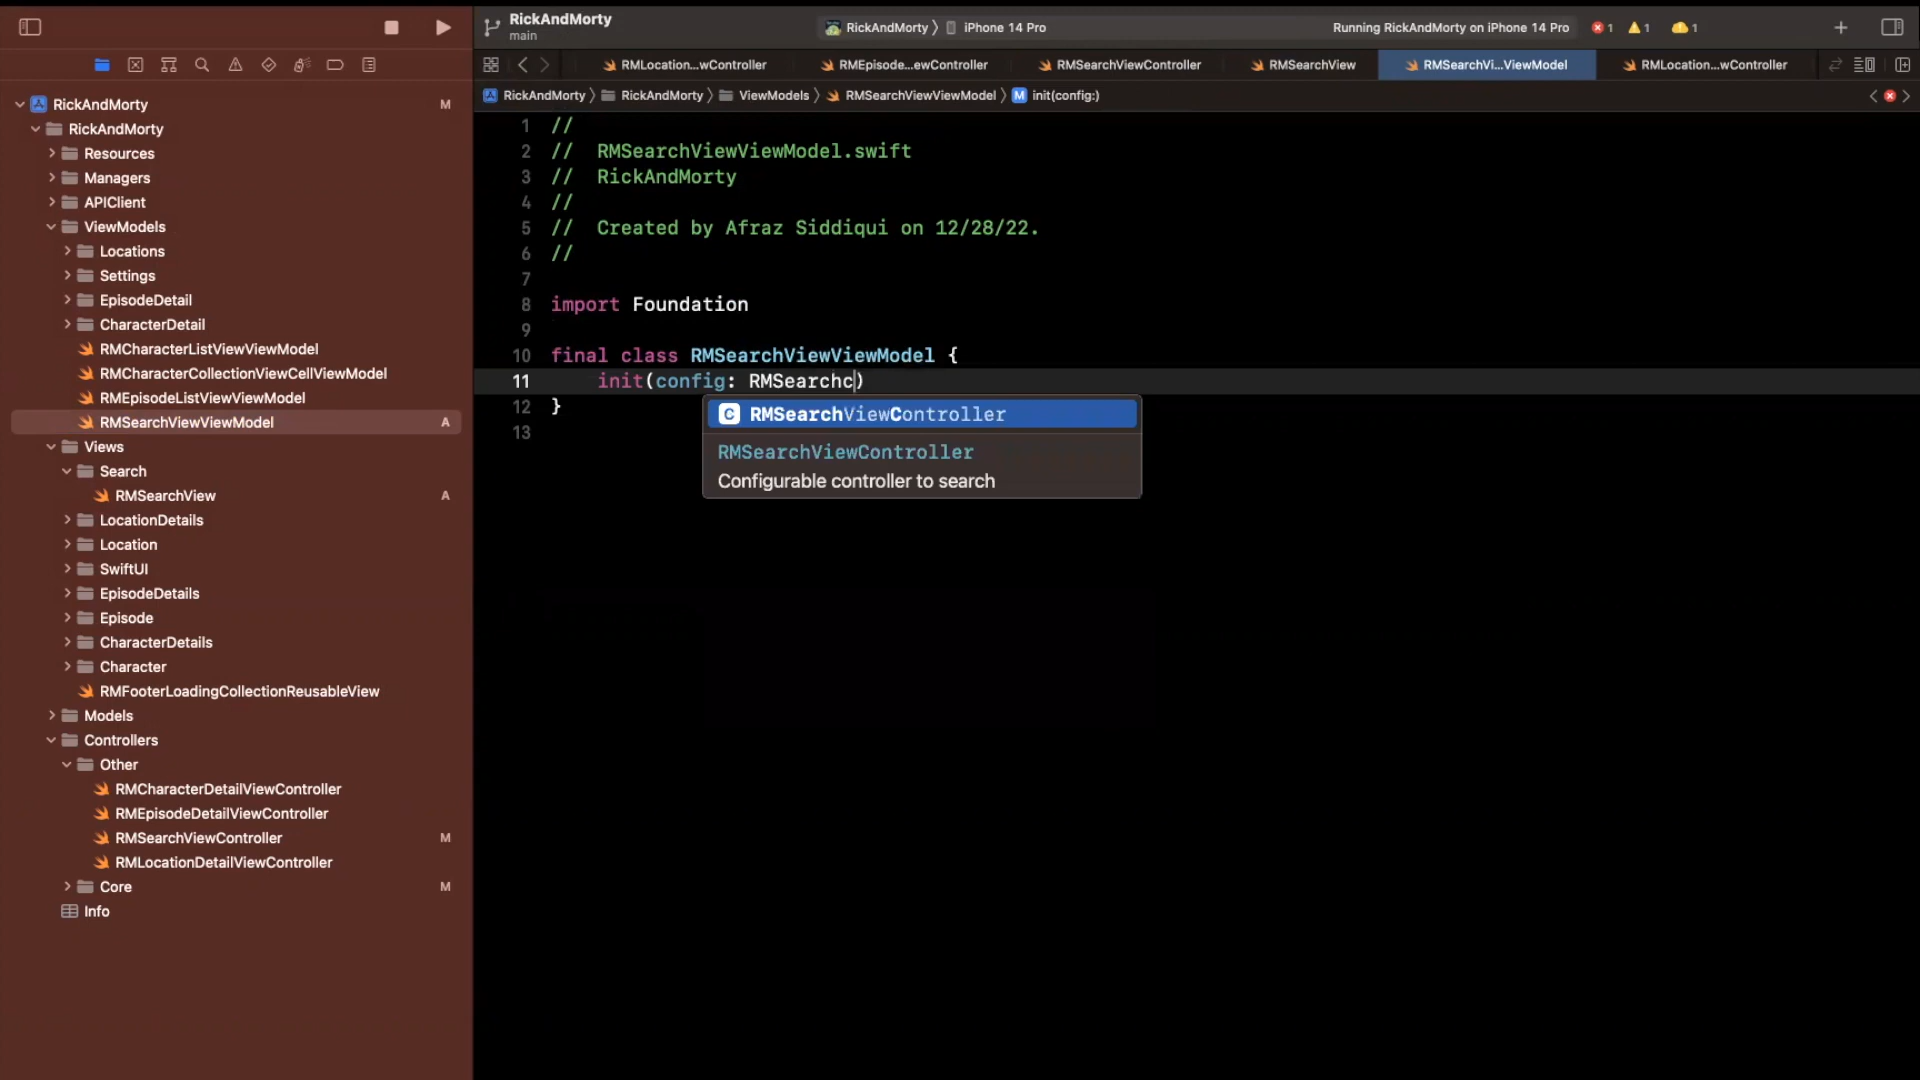 RickAndMorty
main
RickAndMorty
iPhone 14 Pro
Running RickAndMorty on iPhone 14 Pro
1
1
1
RMLocation...wController
RMEpisode...ewController
RMSearchViewController
RMSearchView
RMSearchVi...ViewModel
RMLocation...wController
RickAndMorty
RickAndMorty
ViewModels
RMSearchViewViewModel
M
init(config:)
RickAndMorty
M
RickAndMorty
Resources
Managers
APIClient
ViewModels
Locations
Settings
EpisodeDetail
CharacterDetail
RMCharacterListViewViewModel
RMCharacterCollectionViewCellViewModel
RMEpisodeListViewViewModel
RMSearchViewViewModel
A
Views
Search
RMSearchView
A
LocationDetails
Location
SwiftUI
EpisodeDetails
Episode
CharacterDetails
Character
RMFooterLoadingCollectionReusableView
Models
Controllers
Other
RMCharacterDetailViewController
RMEpisodeDetailViewController
RMSearchViewController
M
RMLocationDetailViewController
Core
M
Info
1 //
2 //  RMSearchViewViewModel.swift
3 //  RickAndMorty
4 //
5 //  Created by Afraz Siddiqui on 12/28/22.
6 //
7
8 import Foundation
9
10 final class RMSearchViewViewModel {
11     init(config: RMSearchc)
12 }
13
C RMSearchViewController
RMSearchViewController
Configurable controller to search